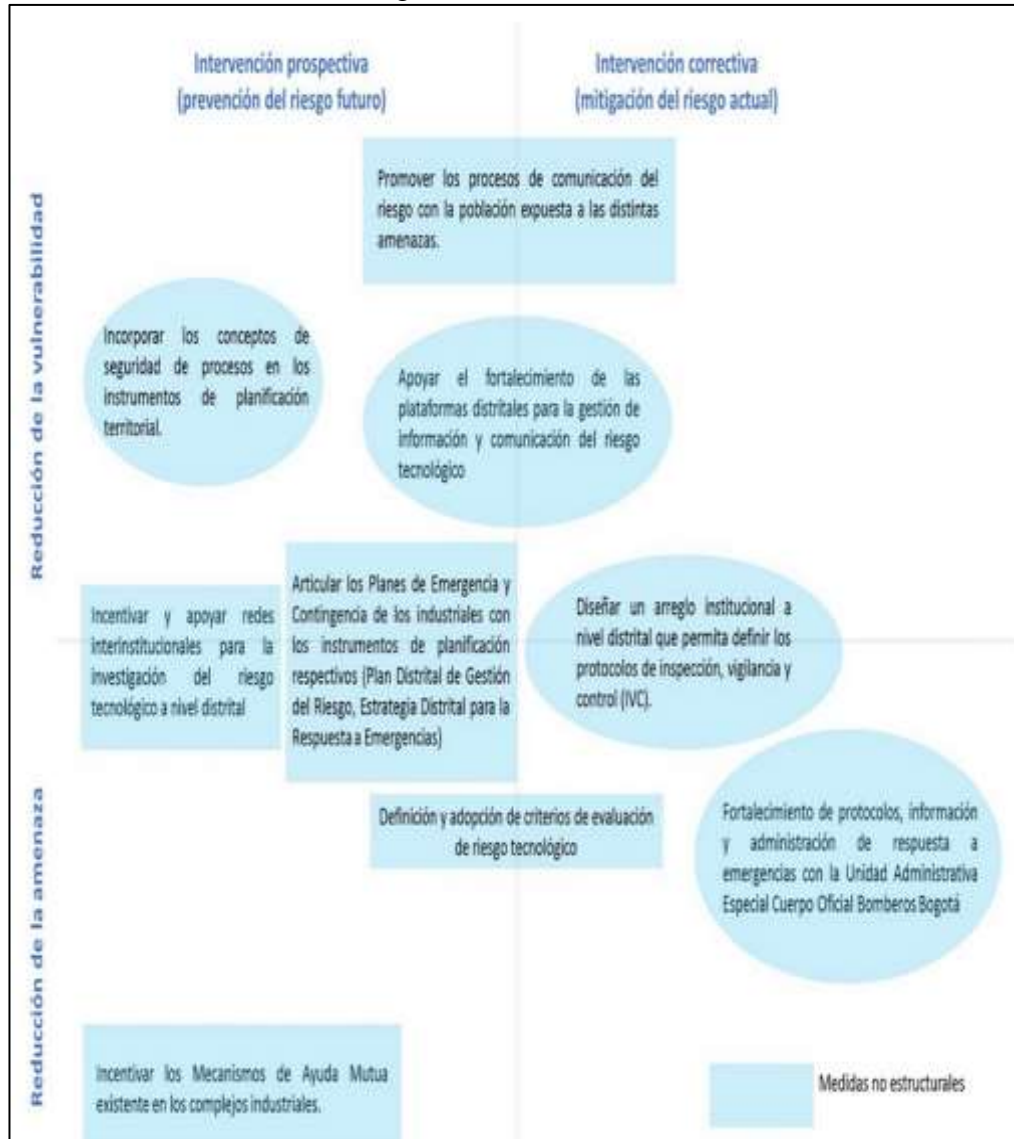 Intervención prospectiva
(prevención del riesgo futuro)
Intervención correctiva
(mitigación del riesgo actual)
Reducción de la vulnerabilidad
Promover los procesos de comunicación del
riesgo con la población expuesta a las distintas
amenazas.
Incorporar los conceptos de
seguridad de procesos en los
instrumentos de planificación
territorial.
Apoyar el fortalecimiento de las
plataformas distritales para la gestión de
información y comunicación del riesgo
tecnológico
Incentivar y apoyar redes
interinstitucionales para la
investigación del riesgo
tecnológico a nivel distrital
Articular los Planes de Emergencia y
Contingencia de los industriales con
los instrumentos de planificación
respectivos (Plan Distrital de Gestión
del Riesgo, Estrategia Distrital para la
Respuesta a Emergencias)
Diseñar un arreglo institucional a
nivel distrital que permita definir los
protocolos de inspección, vigilancia y
control (IVC).
Reducción de la amenaza
Definición y adopción de criterios de evaluación
de riesgo tecnológico
Fortalecimiento de protocolos, información
y administración de respuesta a
emergencias con la Unidad Administrativa
Especial Cuerpo Oficial Bomberos Bogotá
Incentivar los Mecanismos de Ayuda Mutua
existente en los complejos industriales.
Medidas no estructurales